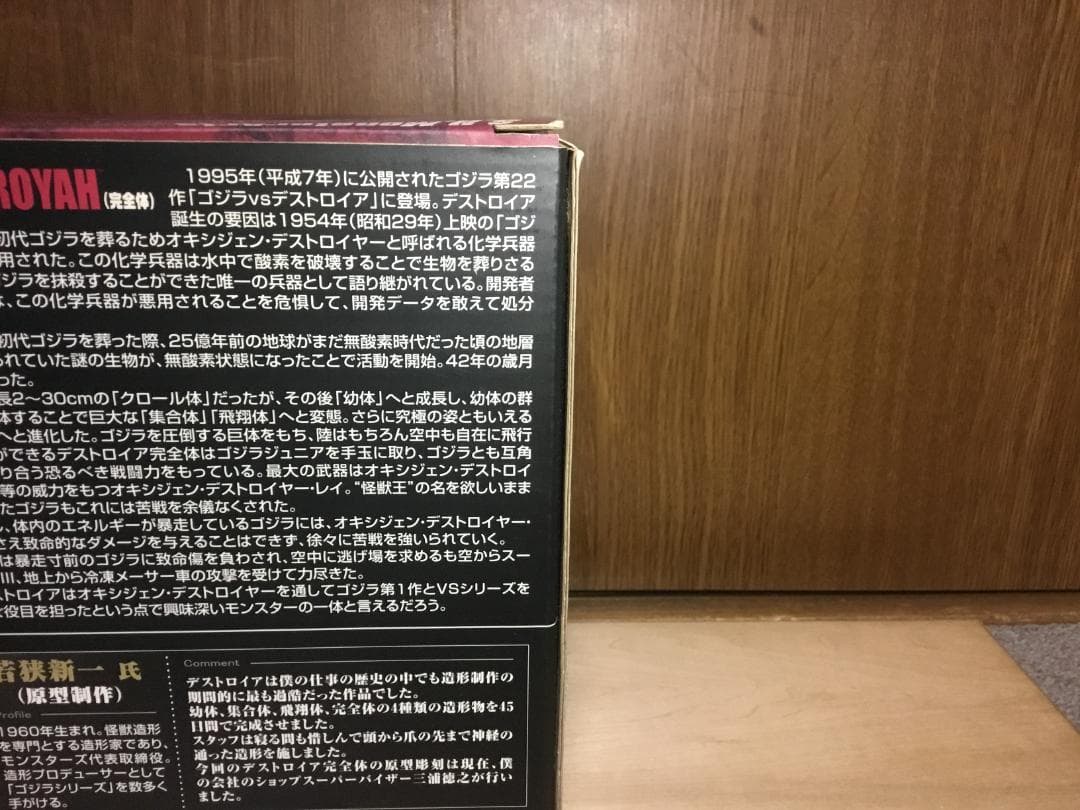 ROYAH(完全体)
1995年(平成7年)に公開されたゴジラ第22
作「ゴジラvsデストロイア」に登場。デストロイア
誕生の要因は1954年(昭和29年)上映の「ゴジ
初代ゴジラを葬るためオキシジェン・デストロイヤーと呼ばれる化学兵器
用された。この化学兵器は水中で酸素を破壊することで生物を葬りさる
ゴジラを抹殺することができた唯一の兵器として語り継がれている。開発者
、この化学兵器が悪用されることを危惧して、開発データを敢えて処分
初代ゴジラを葬った際、25億年前の地球がまだ無酸素時代だった頃の地層
られていた謎の生物が、無酸素状態になったことで活動を開始。42年の歳月
った。
長2〜30cmの「クロール体」だったが、その後「幼体」へと成長し、幼体の群
体することで巨大な「集合体」「飛翔体」へと変態。さらに究極の姿ともいえる
へと進化した。ゴジラを圧倒する巨体をもち、陸はもちろん空中も自在に飛行
ができるデストロイア完全体はゴジラジュニアを手玉に取り、ゴジラとも互角
り合う恐るべき戦闘力をもっている。最大の武器はオキシジェン・デストロイ
等の威力をもつオキシジェン・デストロイヤー・レイ。“怪獣王”の名を欲しいまま
たゴジラもこれには苦戦を余儀なくされた。
、体内のエネルギーが暴走しているゴジラには、オキシジェン・デストロイヤー・
さえ致命的なダメージを与えることはできず、徐々に苦戦を強いられていく。
は暴走寸前のゴジラに致命傷を負わされ、空中に逃げ場を求めるも空からスー
III、地上から冷凍メーサー車の攻撃を受けて力尽きた。
ストロイアはオキシジェン・デストロイヤーを通してゴジラ第1作とVSシリーズを
役目を担ったという点で興味深いモンスターの一体と言えるだろう。
若狭新一 氏
(原型制作)
Profile
1960年生まれ。怪獣造形
を専門とする造形家であり、
モンスターズ代表取締役。
造形プロデューサーとして
「ゴジラシリーズ」を数多く
手がける。
Comment
デストロイアは僕の仕事の歴史の中でも造形制作の
期間的に最も過酷だった作品でした。
幼体、集合体、飛翔体、完全体の4種類の造形物を45
日間で完成させました。
スタッフは寝る間も惜しんで頭から爪の先まで神経の
通った造形を施しました。
今回のデストロイア完全体の原型彫刻は現在、僕
の会社のショップスーパーバイザー三浦徳之が行い
ました。